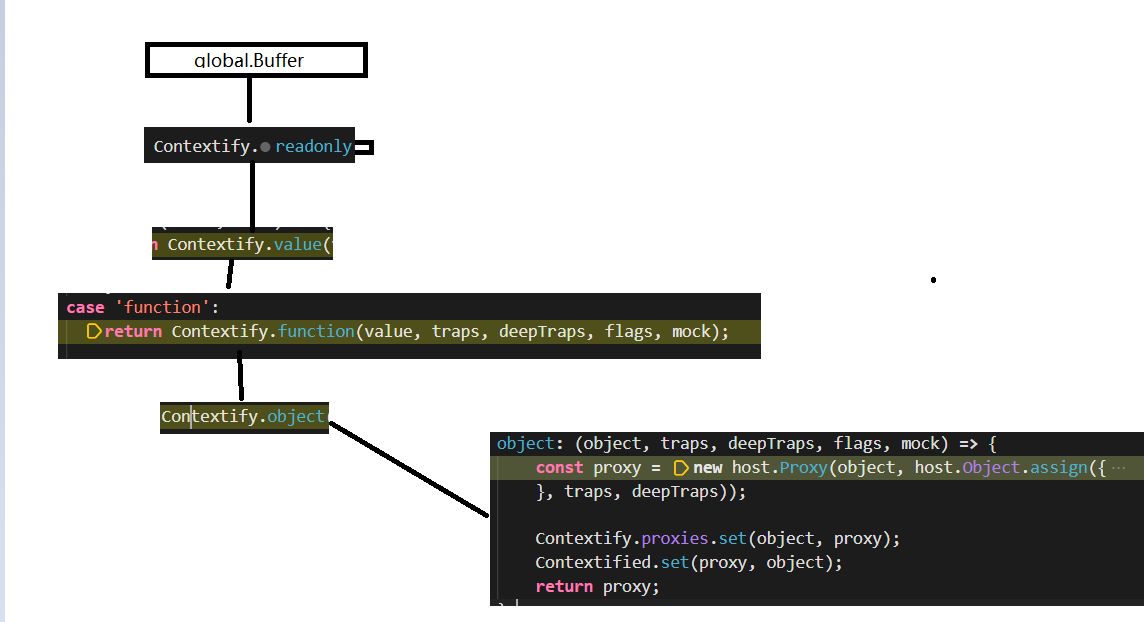 global.Buffer
Contextify. readonly
Contextify.value(
case 'function':
return Contextify.function(value, traps, deepTraps, flags, mock);
Contextify.object
object: (object, traps, deepTraps, flags, mock) => {
const proxy = new host.Proxy(object, host.Object.assign({ ···
}, traps, deepTraps));
Contextify.proxies.set(object, proxy);
Contextified.set(proxy, object);
return proxy;